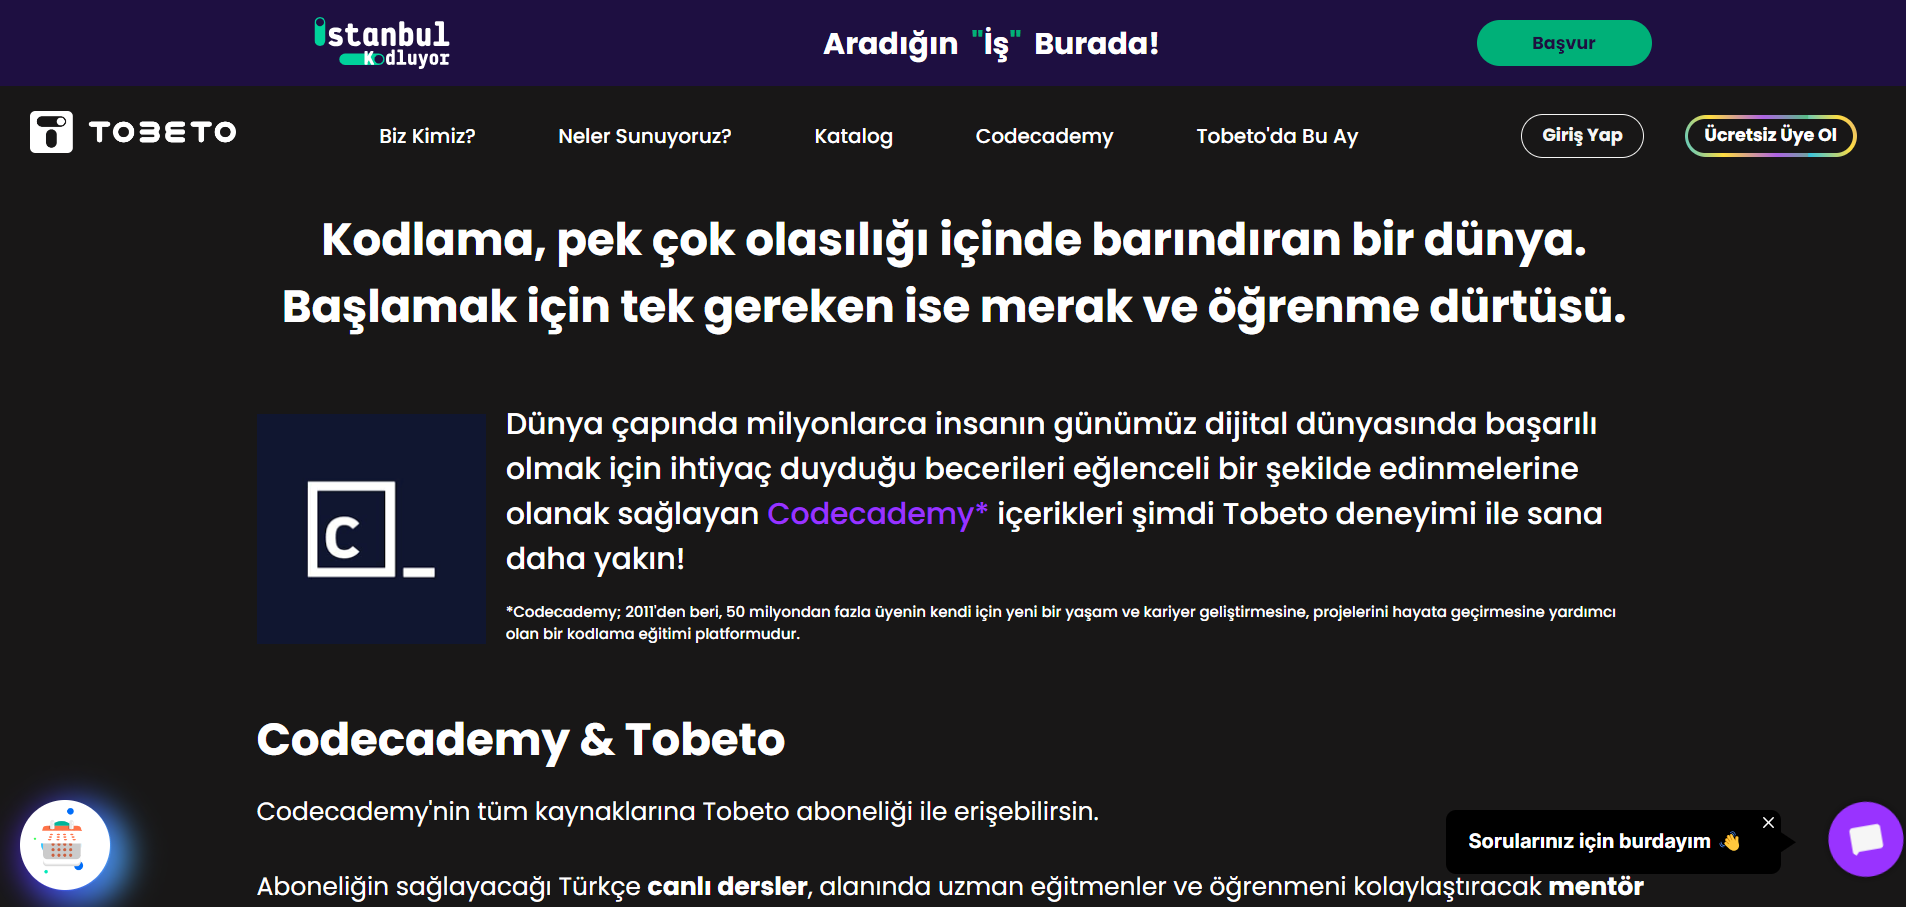 istanbul
Kodluyor
Aradığın "İş" Burada!
Başvur
TOBETO
Biz Kimiz?
Neler Sunuyoruz?
Katalog
Codecademy
Tobeto'da Bu Ay
Giriş Yap
Ücretsiz Üye Ol
Kodlama, pek çok olasılığı içinde barındıran bir dünya.
Başlamak için tek gereken ise merak ve öğrenme dürtüsü.
C_
Dünya çapında milyonlarca insanın günümüz dijital dünyasında başarılı
olmak için ihtiyaç duyduğu becerileri eğlenceli bir şekilde edinmelerine
olanak sağlayan Codecademy* içerikleri şimdi Tobeto deneyimi ile sana
daha yakın!
*Codecademy; 2011'den beri, 50 milyondan fazla üyenin kendi için yeni bir yaşam ve kariyer geliştirmesine, projelerini hayata geçirmesine yardımcı
olan bir kodlama eğitimi platformudur.
Codecademy & Tobeto
Codecademy'nin tüm kaynaklarına Tobeto aboneliği ile erişebilirsin.
Sorularınız için burdayım 👋
Aboneliğin sağlayacağı Türkçe canlı dersler, alanında uzman eğitmenler ve öğrenmeni kolaylaştıracak mentör